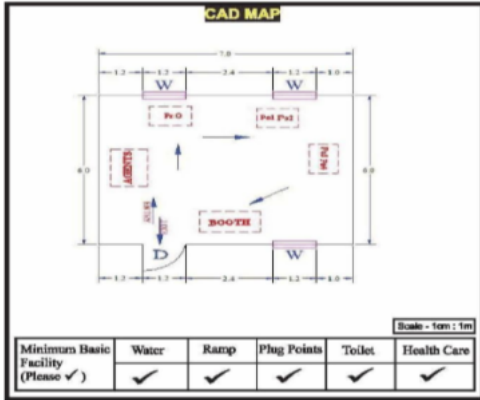 CAD MAP
7.0
1.2 1.2 2.4 1.2 1.0
W W
PrO Po1 Po2
AGENTS
6.0 6.0
BOOTH
D W
1.2 1.2 2.4 1.2 1.0
Scale - 1cm : 1m
Minimum Basic Facility (Please ✓) Water Ramp Plug Points Toilet Health Care
✓ ✓ ✓ ✓ ✓